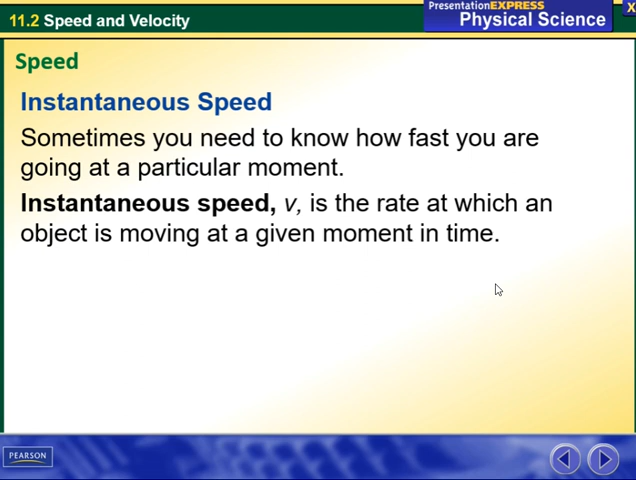 11.2 Speed and Velocity
PresentationEXPRESS
Physical Science
X
Speed
Instantaneous Speed
Sometimes you need to know how fast you are
going at a particular moment.
Instantaneous speed, v, is the rate at which an
object is moving at a given moment in time.
PEARSON